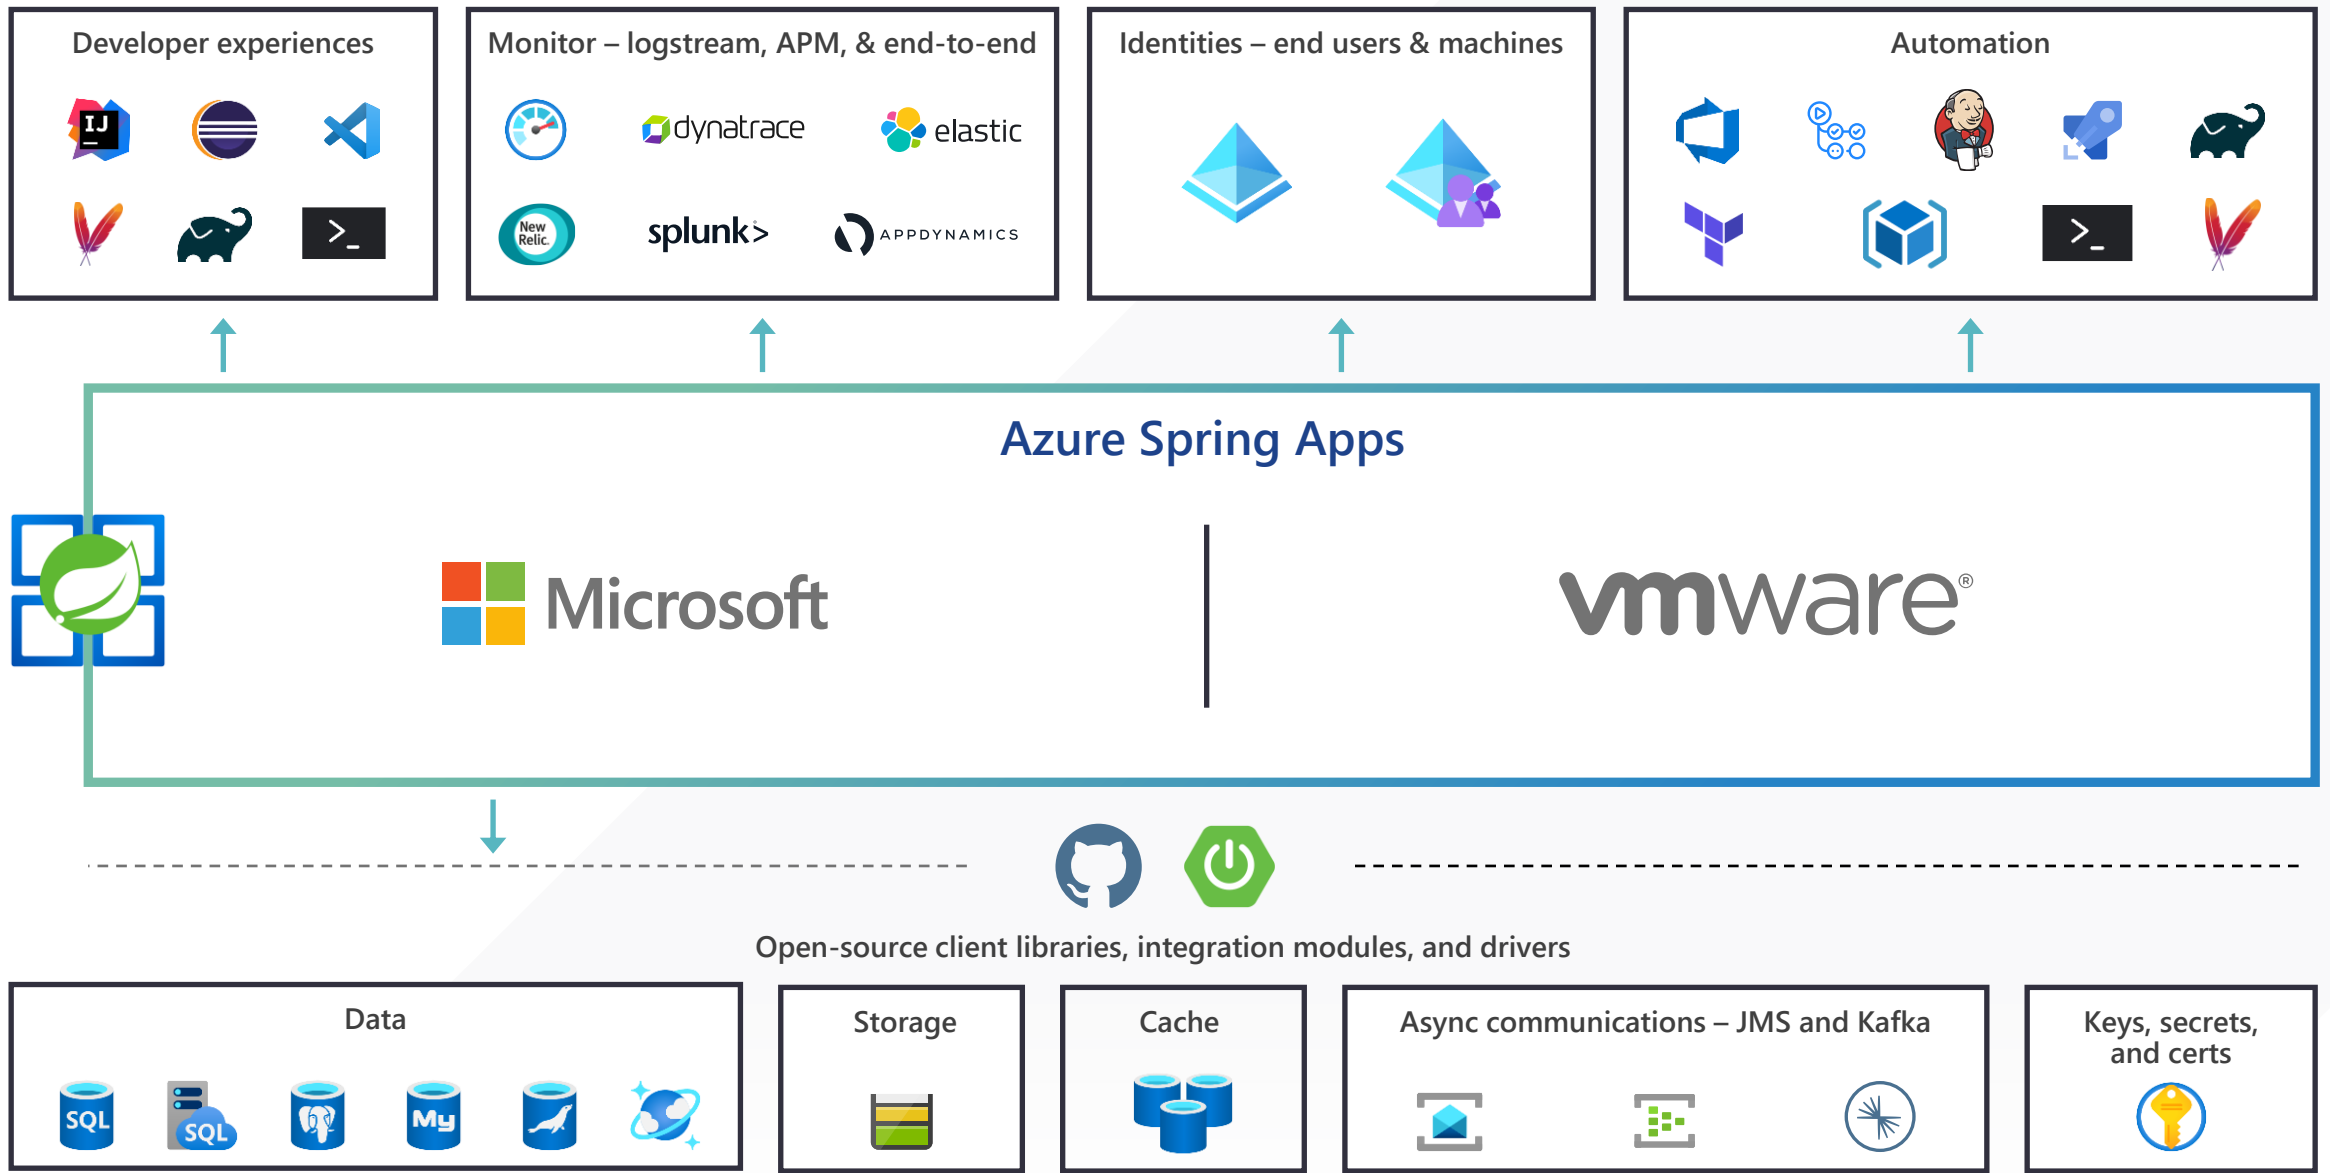 Developer experiences
IJ
>_
Monitor – logstream, APM, & end-to-end
dynatrace
elastic
New
Relic.
splunk>
APPDYNAMICS
Identities – end users & machines
Automation
>_
Azure Spring Apps
Microsoft
vmware®
Open-source client libraries, integration modules, and drivers
Data
SQL
SQL
My
Storage
Cache
Async communications – JMS and Kafka
Keys, secrets,
and certs